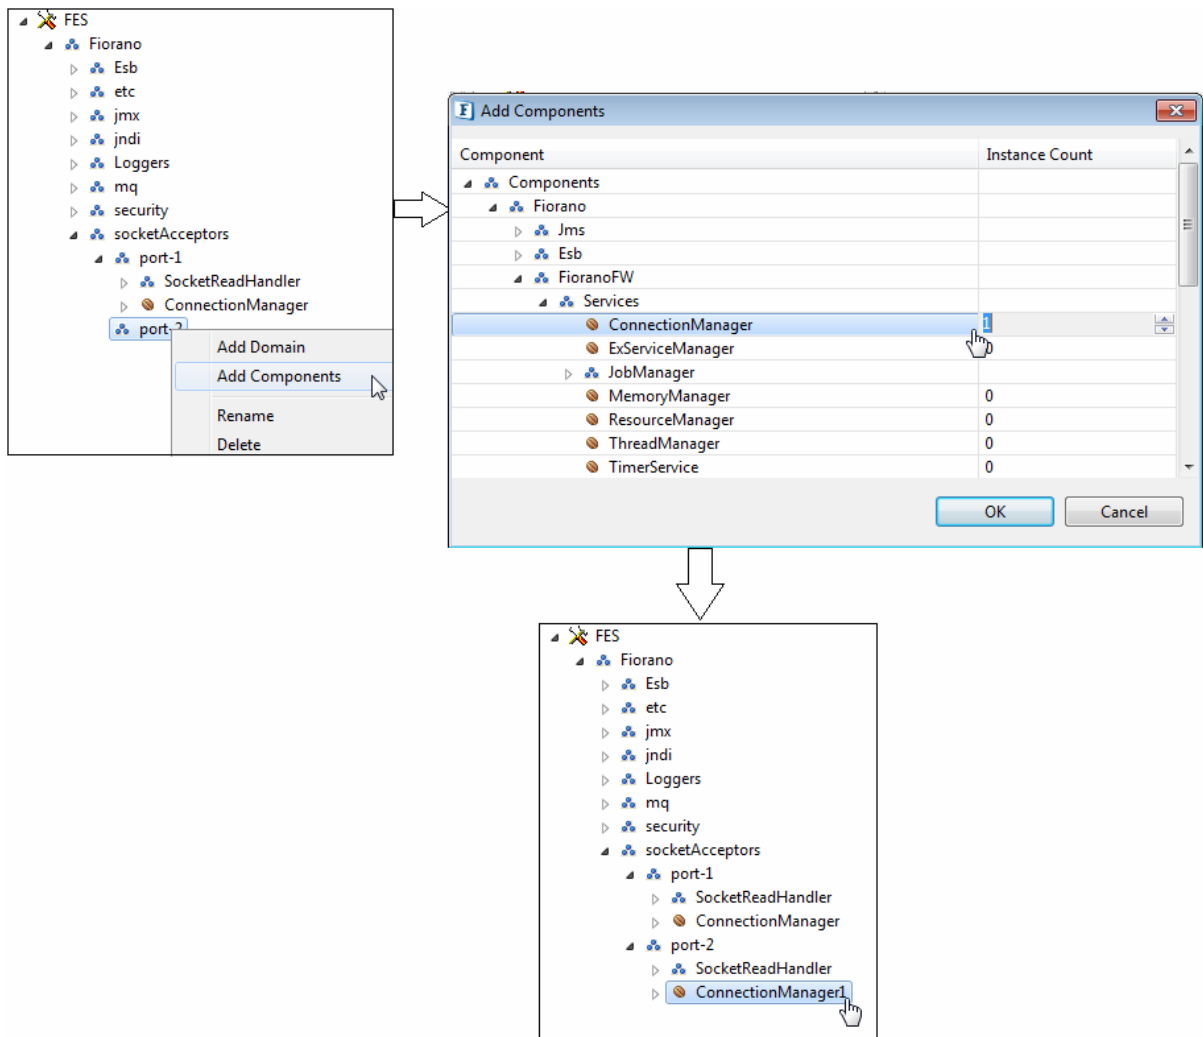 FES
Fiorano
Esb
etc
jmx
jndi
Loggers
mq
security
socketAcceptors
port-1
SocketReadHandler
ConnectionManager
port-2
Add Domain
Add Components
Rename
Delete
F Add Components
Component Instance Count
Components
Fiorano
Jms
Esb
FioranoFW
Services
ConnectionManager 1
ExServiceManager 0
JobManager
MemoryManager 0
ResourceManager 0
ThreadManager 0
TimerService 0
OK Cancel
FES
Fiorano
Esb
etc
jmx
jndi
Loggers
mq
security
socketAcceptors
port-1
SocketReadHandler
ConnectionManager
port-2
SocketReadHandler
ConnectionManager1